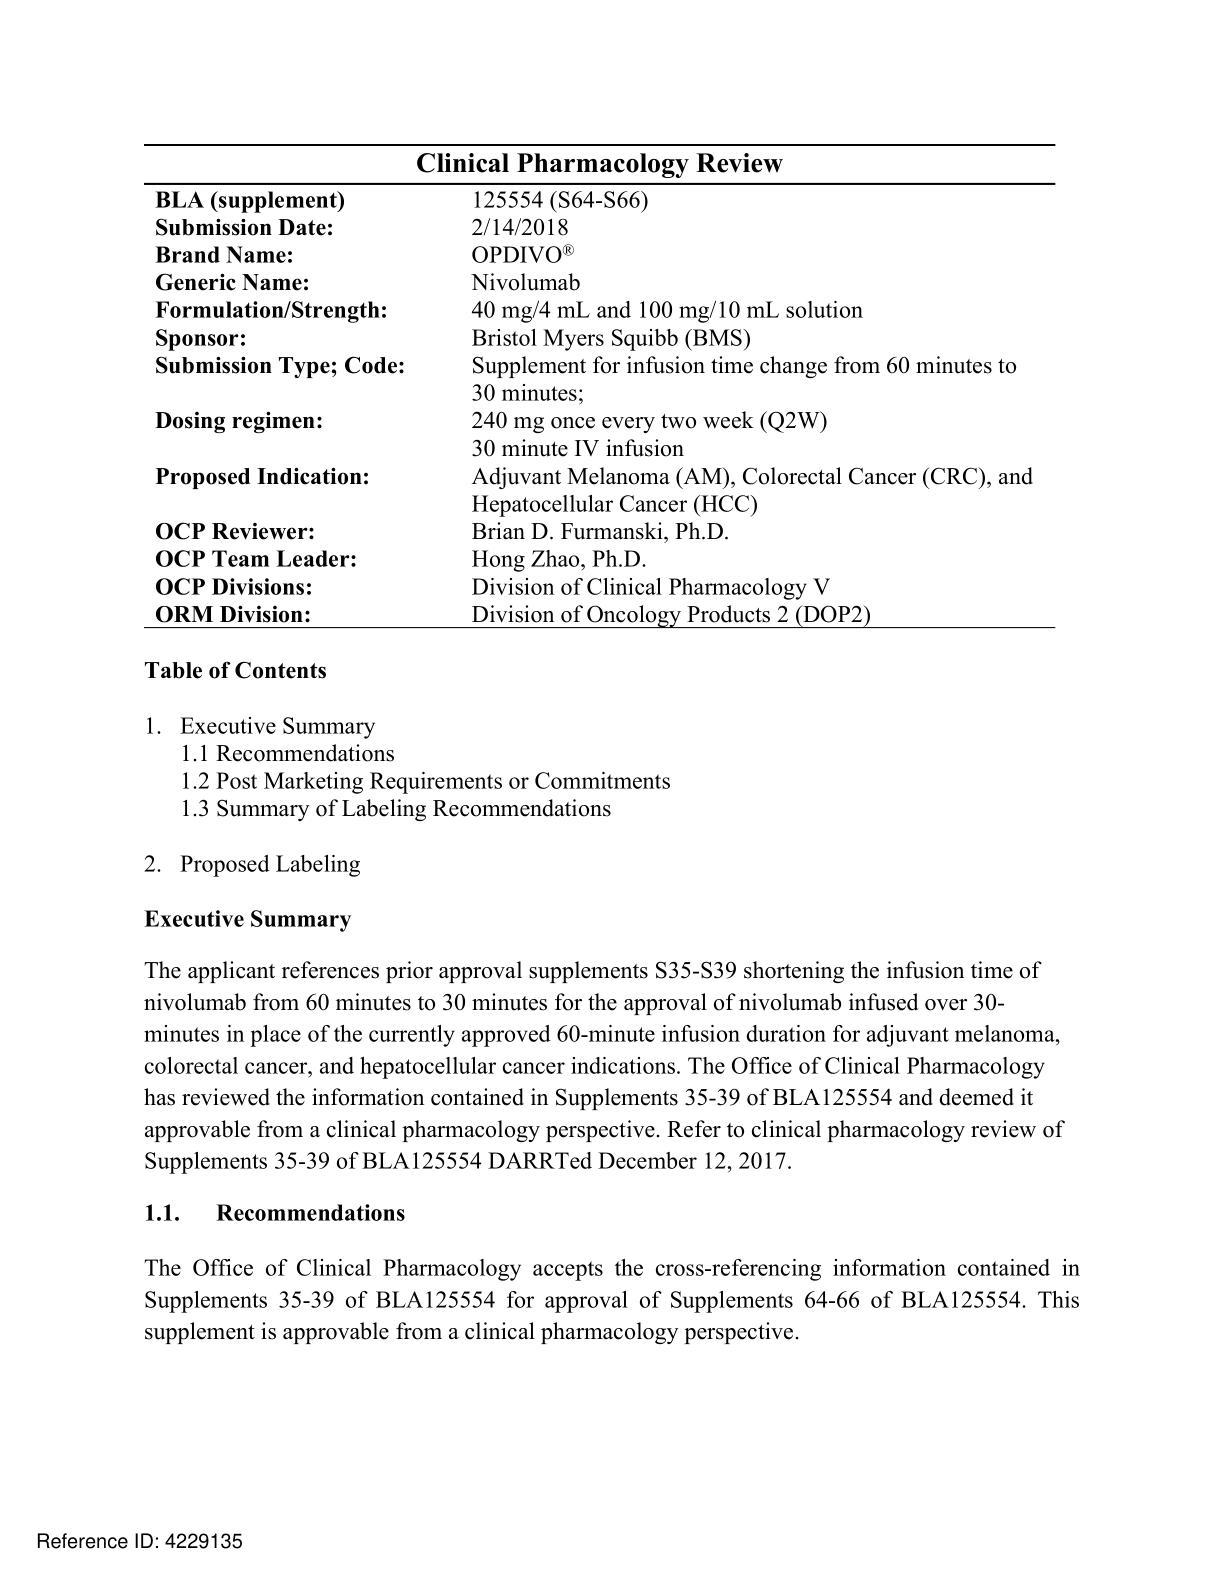 Clinical Pharmacology Review
BLA (supplement) 125554 (S64-S66)
Submission Date: 2/14/2018
Brand Name: OPDIVO®
Generic Name: Nivolumab
Formulation/Strength: 40 mg/4 mL and 100 mg/10 mL solution
Sponsor: Bristol Myers Squibb (BMS)
Submission Type; Code: Supplement for infusion time change from 60 minutes to
30 minutes;
Dosing regimen: 240 mg once every two week (Q2W)
30 minute IV infusion
Proposed Indication: Adjuvant Melanoma (AM), Colorectal Cancer (CRC), and
Hepatocellular Cancer (HCC)
OCP Reviewer: Brian D. Furmanski, Ph.D.
OCP Team Leader: Hong Zhao, Ph.D.
OCP Divisions: Division of Clinical Pharmacology V
ORM Division: Division of Oncology Products 2 (DOP2)
Table of Contents
1. Executive Summary
1.1 Recommendations
1.2 Post Marketing Requirements or Commitments
1.3 Summary of Labeling Recommendations
2. Proposed Labeling
Executive Summary
The applicant references prior approval supplements S35-S39 shortening the infusion time of
nivolumab from 60 minutes to 30 minutes for the approval of nivolumab infused over 30-
minutes in place of the currently approved 60-minute infusion duration for adjuvant melanoma,
colorectal cancer, and hepatocellular cancer indications. The Office of Clinical Pharmacology
has reviewed the information contained in Supplements 35-39 of BLA125554 and deemed it
approvable from a clinical pharmacology perspective. Refer to clinical pharmacology review of
Supplements 35-39 of BLA125554 DARRTed December 12, 2017.
1.1. Recommendations
The Office of Clinical Pharmacology accepts the cross-referencing information contained in
Supplements 35-39 of BLA125554 for approval of Supplements 64-66 of BLA125554. This
supplement is approvable from a clinical pharmacology perspective.
Reference ID: 4229135